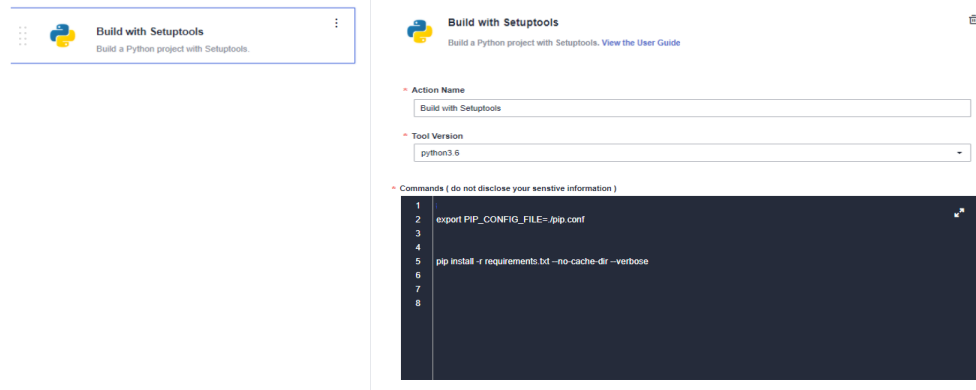 Build with Setuptools
Build a Python project with Setuptools.
Build with Setuptools
Build a Python project with Setuptools. View the User Guide
* Action Name
Build with Setuptools
* Tool Version
python3.6
* Commands ( do not disclose your senstive information )
1
2 export PIP_CONFIG_FILE=./pip.conf
3
4
5 pip install -r requirements.txt --no-cache-dir --verbose
6
7
8